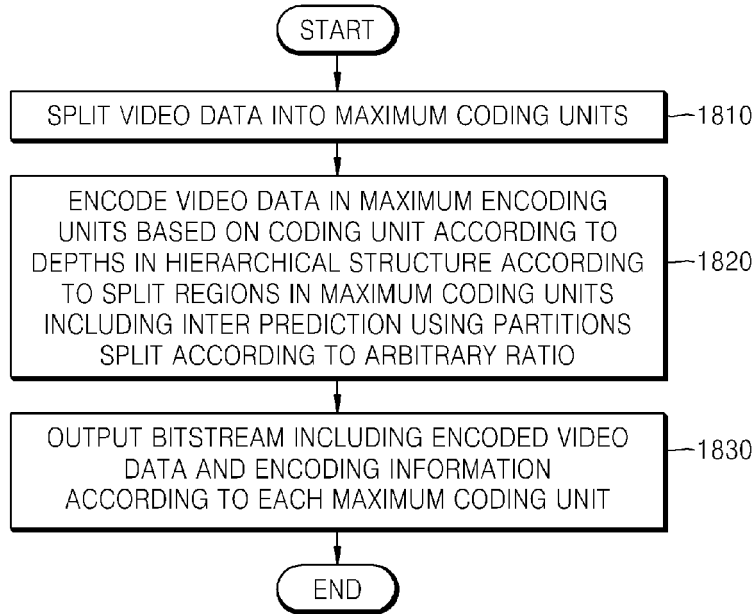 START
SPLIT VIDEO DATA INTO MAXIMUM CODING UNITS
1810
ENCODE VIDEO DATA IN MAXIMUM ENCODING
UNITS BASED ON CODING UNIT ACCORDING TO
DEPTHS IN HIERARCHICAL STRUCTURE ACCORDING
TO SPLIT REGIONS IN MAXIMUM CODING UNITS
INCLUDING INTER PREDICTION USING PARTITIONS
SPLIT ACCORDING TO ARBITRARY RATIO
1820
OUTPUT BITSTREAM INCLUDING ENCODED VIDEO
DATA AND ENCODING INFORMATION
ACCORDING TO EACH MAXIMUM CODING UNIT
1830
END